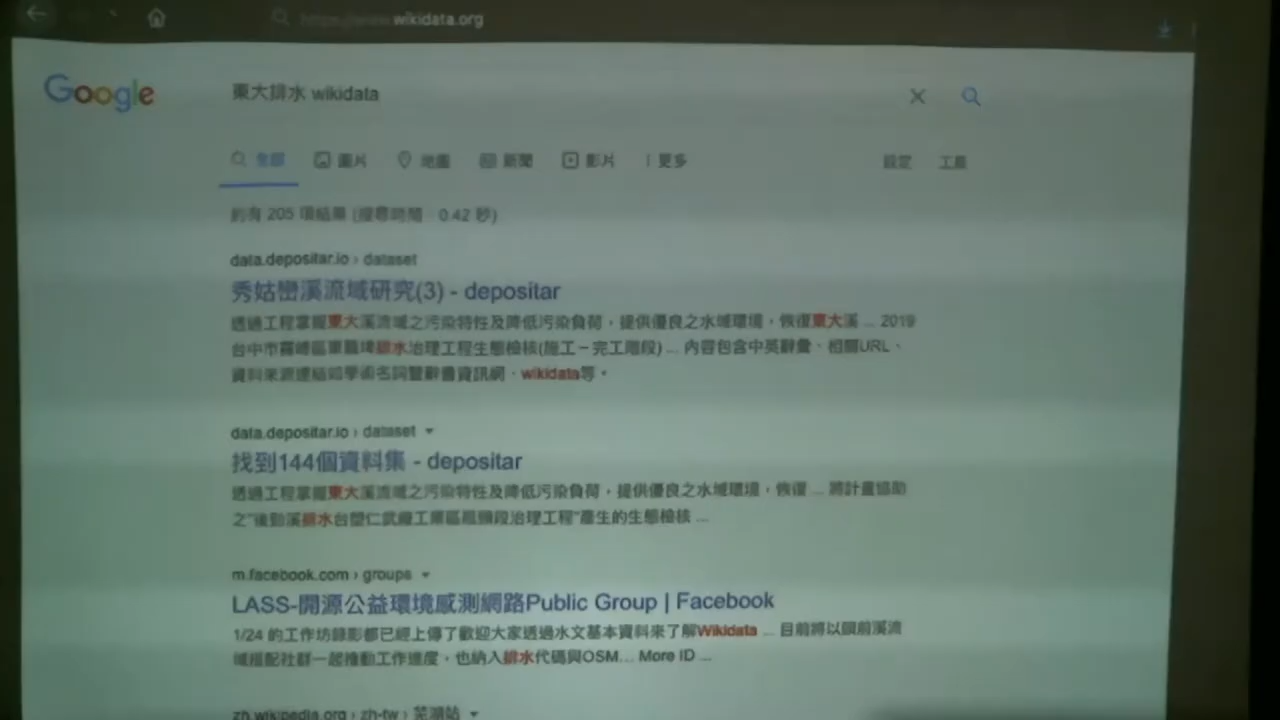 wikidata.org
Google
東大排水 wikidata
全部 圖片 地圖 新聞 影片 更多 設定 工具
約有 205 項結果 (搜尋時間：0.42 秒)
data.depositar.io › dataset
秀姑巒溪流域研究(3) - depositar
透過工程掌握東大溪流域之污染特性及降低污染負荷，提供優良之水域環境，恢復東大溪 ... 2019
台中市霧峰區 排水治理工程生態檢核(施工－完工階段) ... 內容包含中英辭彙、相關URL、
資料來源連結如學術名詞暨辭書資訊網、wikidata等。
data.depositar.io › dataset
找到144個資料集 - depositar
透過工程掌握東大溪流域之污染特性及降低污染負荷，提供優良之水域環境，恢復 ... 將計畫協助
之"後勁溪排水台塑仁武 工業區 段治理工程"產生的生態檢核 ...
m.facebook.com › groups
LASS-開源公益環境感測網路Public Group | Facebook
1/24 的工作坊錄影都已經上傳了歡迎大家透過水文基本資料來了解Wikidata ... 目前將以頭前溪流
域搭配社群一起推動工作進度，也納入排水代碼與OSM... More ID ...
zh.wikipedia.org › zh-tw › 芜湖站